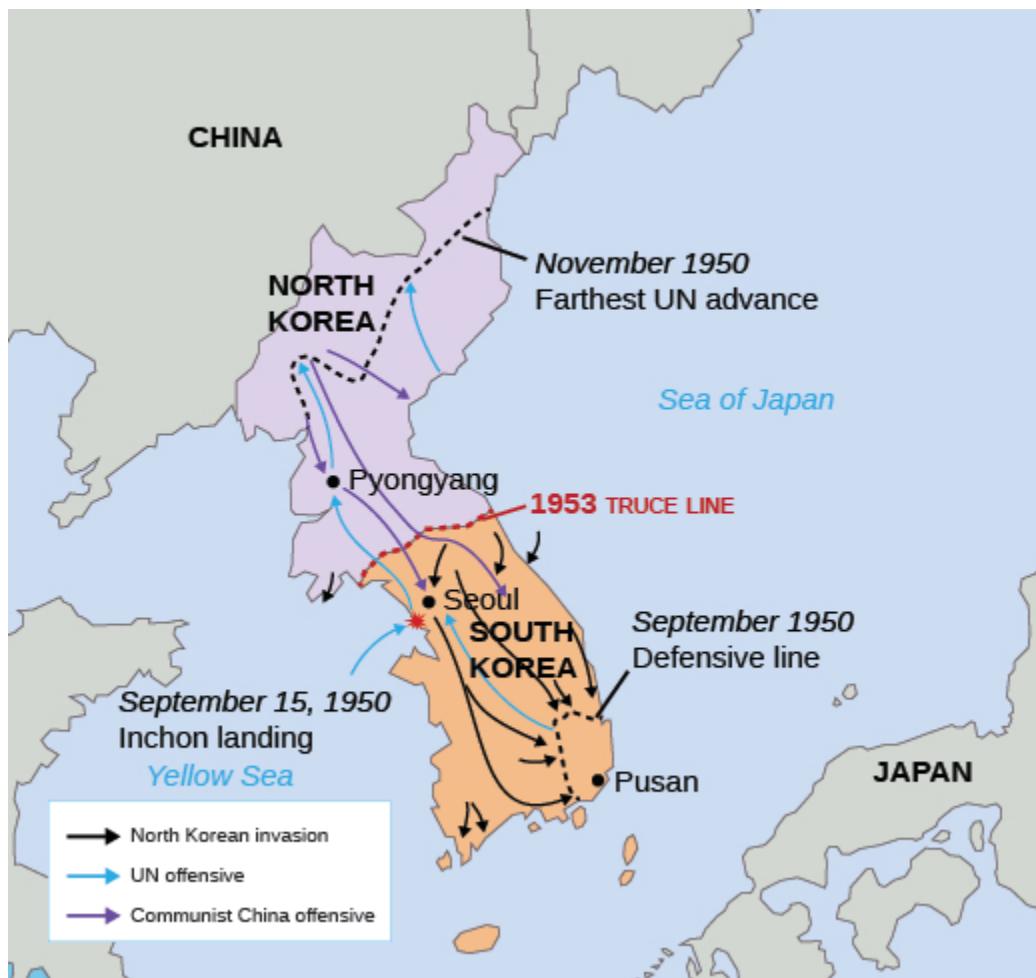 CHINA
NORTH
KOREA
November 1950
Farthest UN advance
Sea of Japan
Pyongyang
1953 TRUCE LINE
Seoul
SOUTH
KOREA
September 1950
Defensive line
September 15, 1950
Inchon landing
Yellow Sea
JAPAN
Pusan
North Korean invasion
UN offensive
Communist China offensive